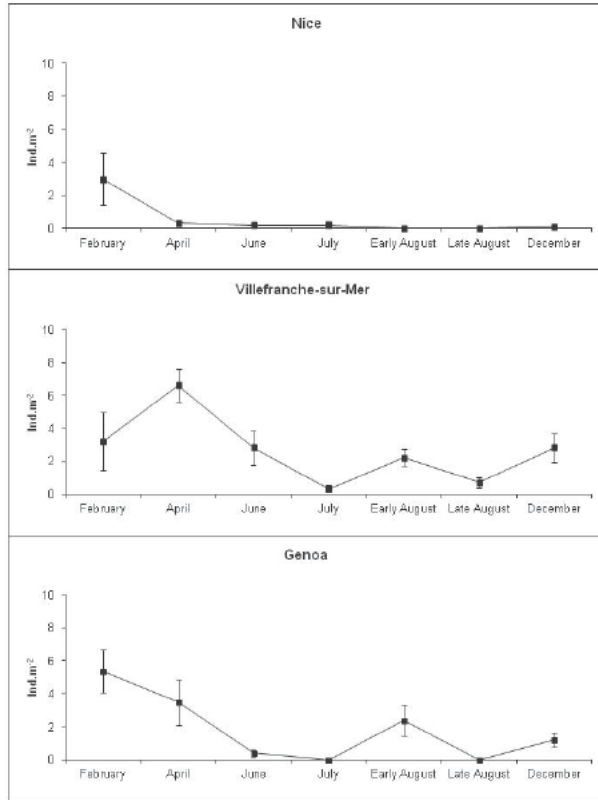 Nice
10
8
6
4
2
0
Ind.m⁻²
February April June July Early August Late August December
Villefranche-sur-Mer
10
8
6
4
2
0
Ind.m⁻²
February April June July Early August Late August December
Genoa
10
8
6
4
2
0
Ind.m⁻²
February April June July Early August Late August December